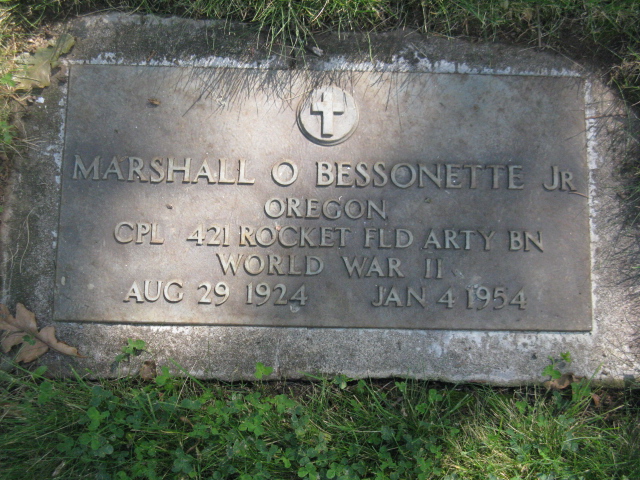 MARSHALL O BESSONETTE JR
OREGON
CPL 421 ROCKET FLD ARTY BN
WORLD WAR II
AUG 29 1924 JAN 4 1954